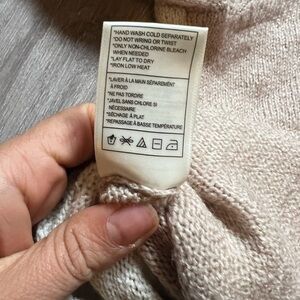 *HAND WASH COLD SEPARATELY
*DO NOT WRING OR TWIST
*ONLY NON-CHLORINE BLEACH
WHEN NEEDED
*LAY FLAT TO DRY
*IRON LOW HEAT
*LAVER À LA MAIN SÉPARÉMENT
À FROID
*NE PAS TORDRE
*JAVEL SANS CHLORE SI
NÉCESSAIRE
*SÉCHAGE À PLAT
*REPASSAGE À BASSE TEMPÉRATURE